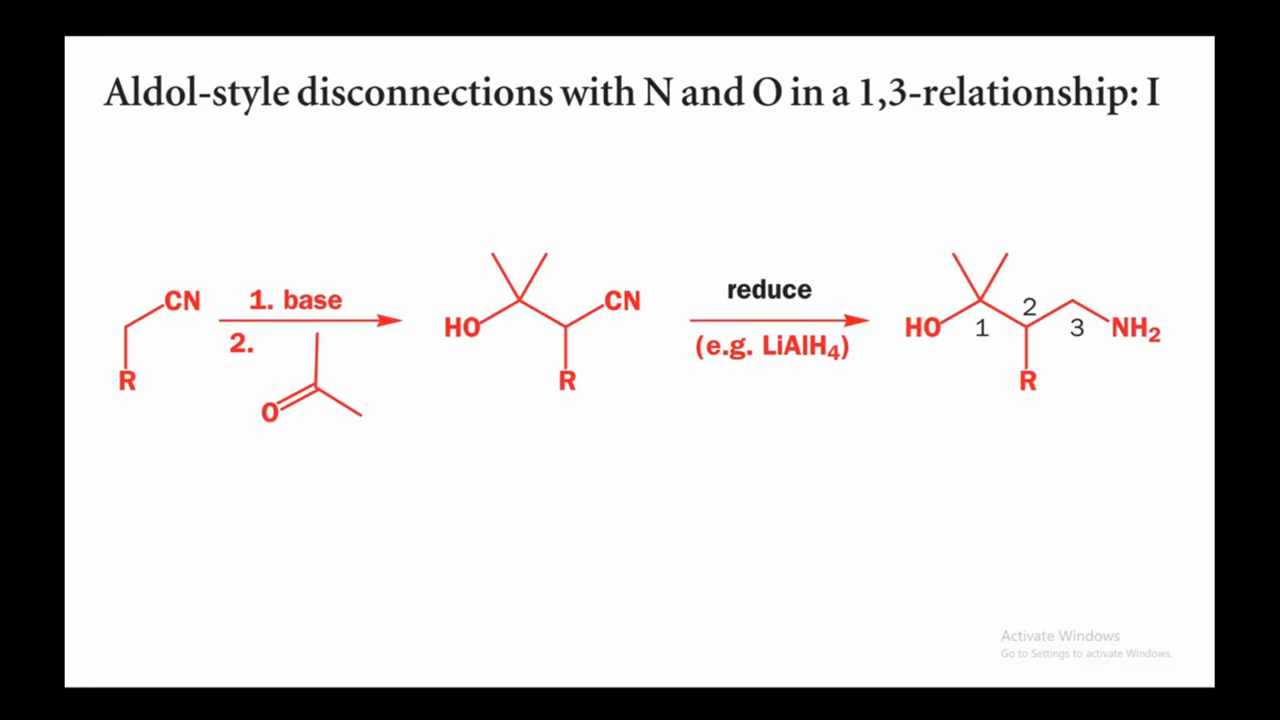 Aldol-style disconnections with N and O in a 1,3-relationship: I
CN
R
1. base
2.
O
HO
CN
R
reduce
(e.g. LiAlH₄)
HO
1
2
3
NH₂
R
Activate Windows
Go to Settings to activate Windows.